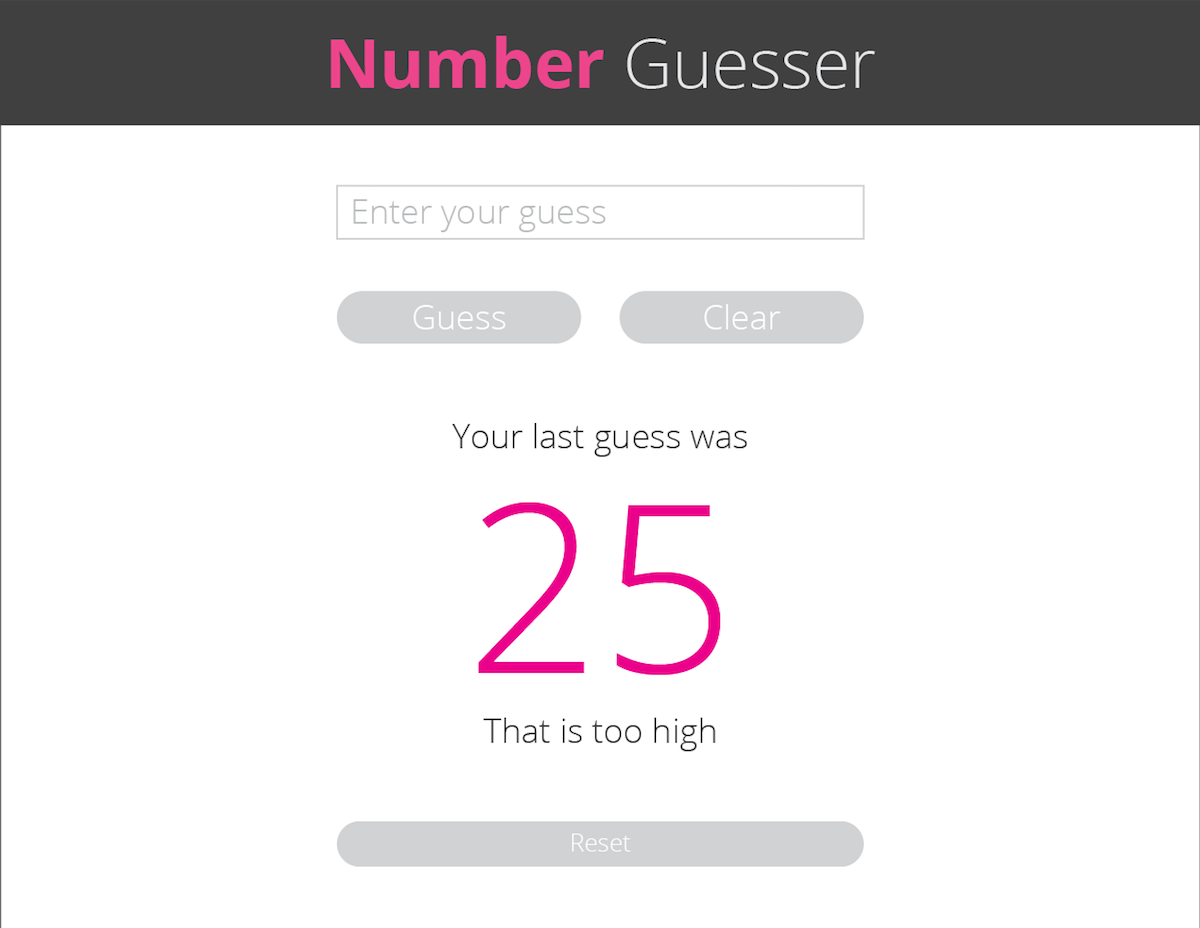 Number Guesser
Enter your guess
Guess Clear
Your last guess was
25
That is too high
Reset